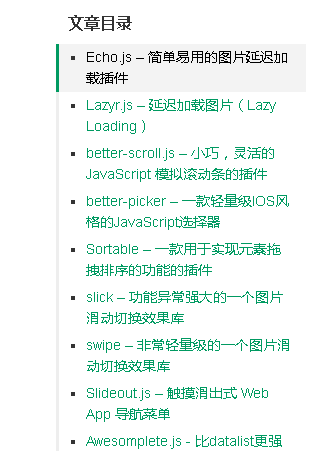 文章目录
Echo.js – 简单易用的图片延迟加
载插件
Lazyr.js – 延迟加载图片（Lazy
Loading）
better-scroll.js – 小巧，灵活的
JavaScript 模拟滚动条的插件
better-picker – 一款轻量级IOS风
格的JavaScript选择器
Sortable – 一款用于实现元素拖
拽排序的功能的插件
slick – 功能异常强大的一个图片
滑动切换效果库
swipe – 非常轻量级的一个图片滑
动切换效果库
Slideout.js – 触摸滑出式 Web
App 导航菜单
Awesomplete.js - 比datalist更强